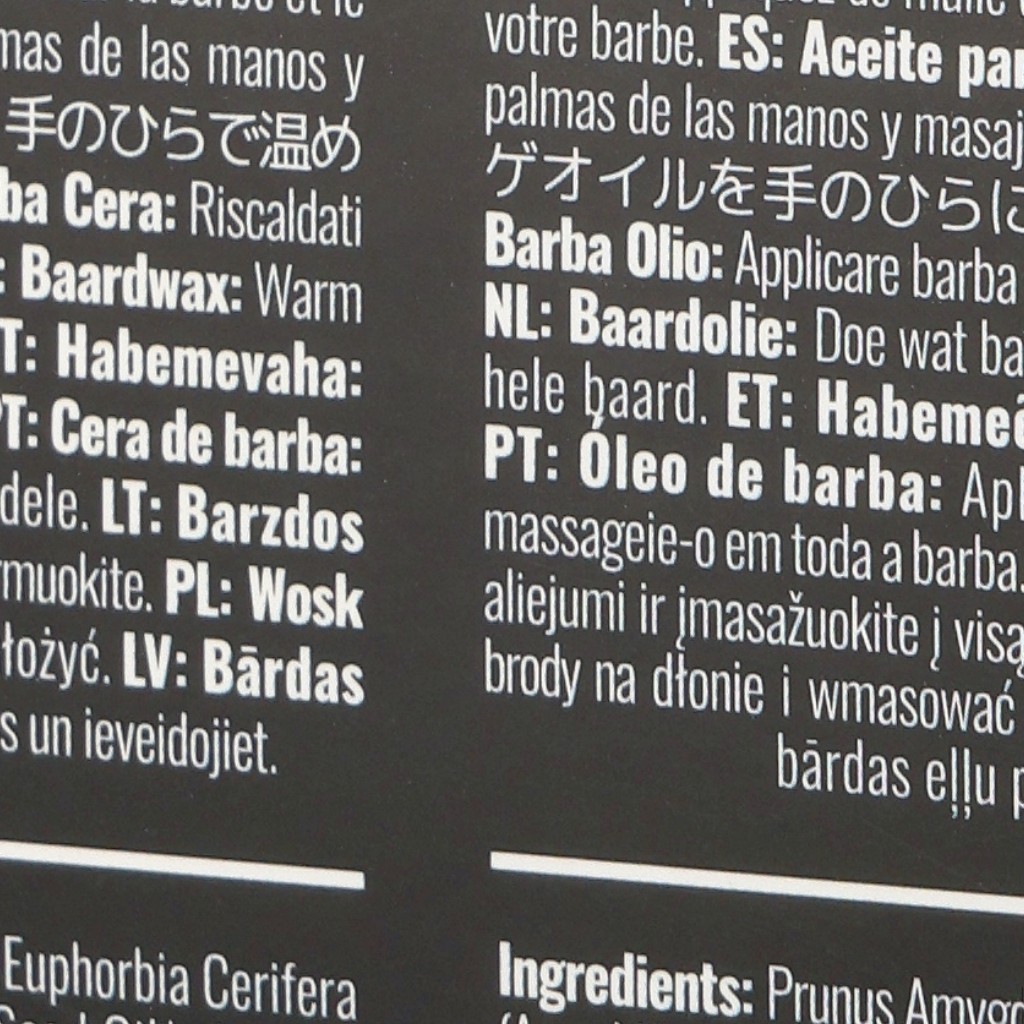 mas de las manos y
手のひらで温め
ba Cera: Riscaldati
: Baardwax: Warm
T: Habemevaha:
PT: Cera de barba:
dele. LT: Barzdos
rmuokite. PL: Wosk
łożyć. LV: Bārdas
s un ieveidojiet.
Euphorbia Cerifera
votre barbe. ES: Aceite par
palmas de las manos y masaj
ゲオイルを手のひらに
Barba Olio: Applicare barba
NL: Baardolie: Doe wat ba
hele baard. ET: Habemeõ
PT: Óleo de barba: Apl
massageie-o em toda a barba.
aliejumi ir įmasažuokite į visą
brody na dłonie i wmasować
bārdas eļļu p
Ingredients: Prunus Amygd